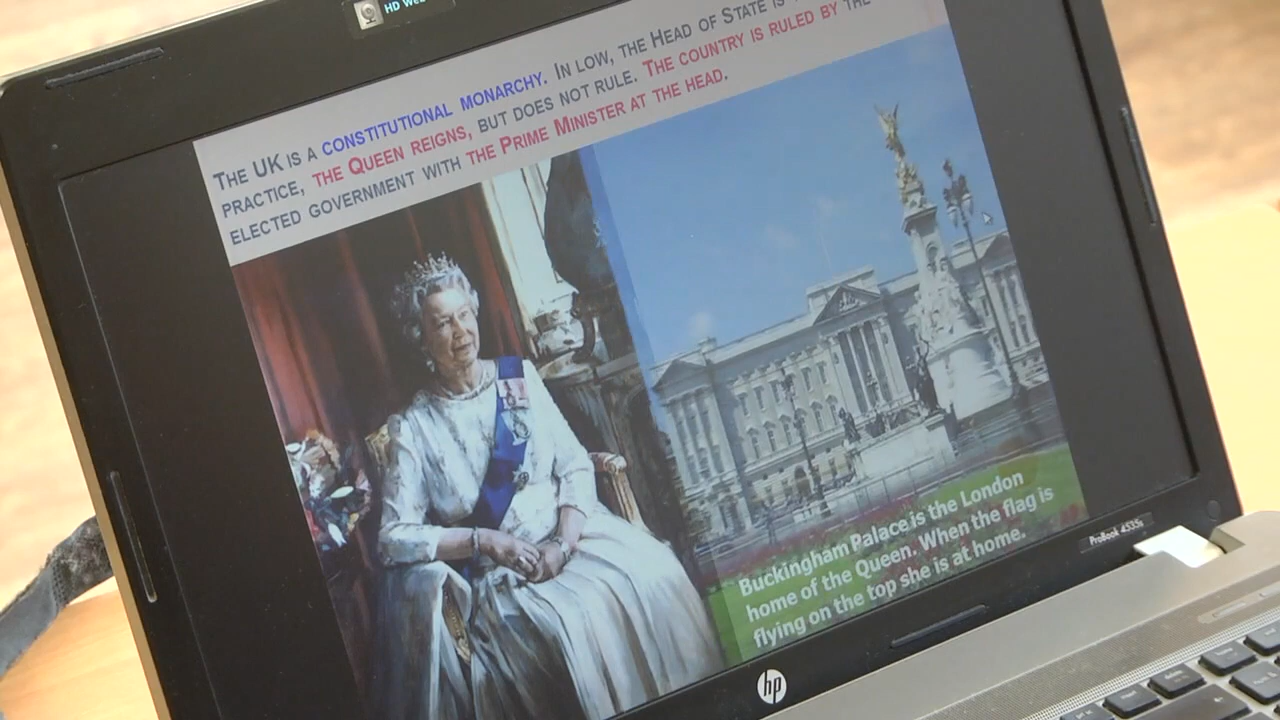 HD We
THE UK IS A CONSTITUTIONAL MONARCHY. IN LOW, THE HEAD OF STATE IS
PRACTICE, THE QUEEN REIGNS, BUT DOES NOT RULE. THE COUNTRY IS RULED BY THE
ELECTED GOVERNMENT WITH THE PRIME MINISTER AT THE HEAD.
Buckingham Palace is the London
home of the Queen. When the flag is
flying on the top she is at home.
ProBook 4535s
hp